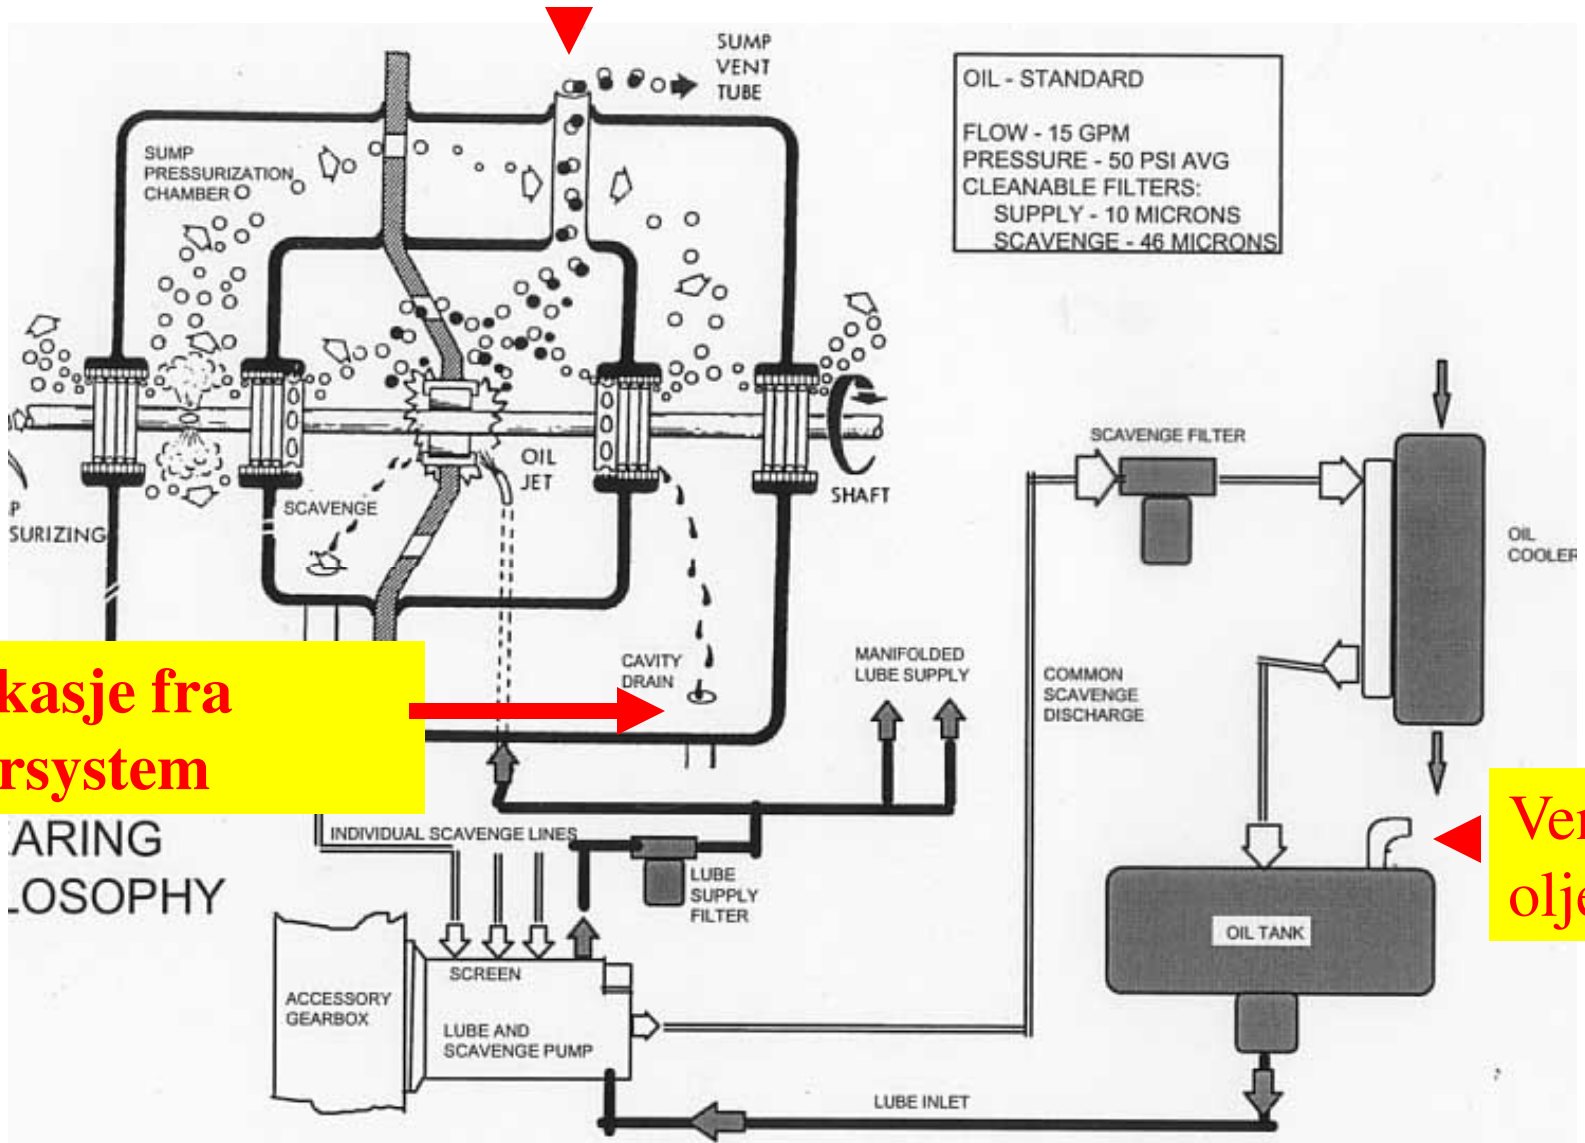 SUMP
VENT
TUBE
OIL - STANDARD
FLOW - 15 GPM
PRESSURE - 50 PSI AVG
CLEANABLE FILTERS:
SUPPLY - 10 MICRONS
SCAVENGE - 46 MICRONS
SUMP
PRESSURIZATION
CHAMBER
SCAVENGE FILTER
OIL
JET
SHAFT
SCAVENGE
P
SURIZING
OIL
COOLER
CAVITY
DRAIN
MANIFOLDED
LUBE SUPPLY
COMMON
SCAVENGE
DISCHARGE
kasje fra
rsystem
Ver
olje
ARING
LOSOPHY
INDIVIDUAL SCAVENGE LINES
LUBE
SUPPLY
FILTER
OIL TANK
SCREEN
ACCESSORY
GEARBOX
LUBE AND
SCAVENGE PUMP
LUBE INLET